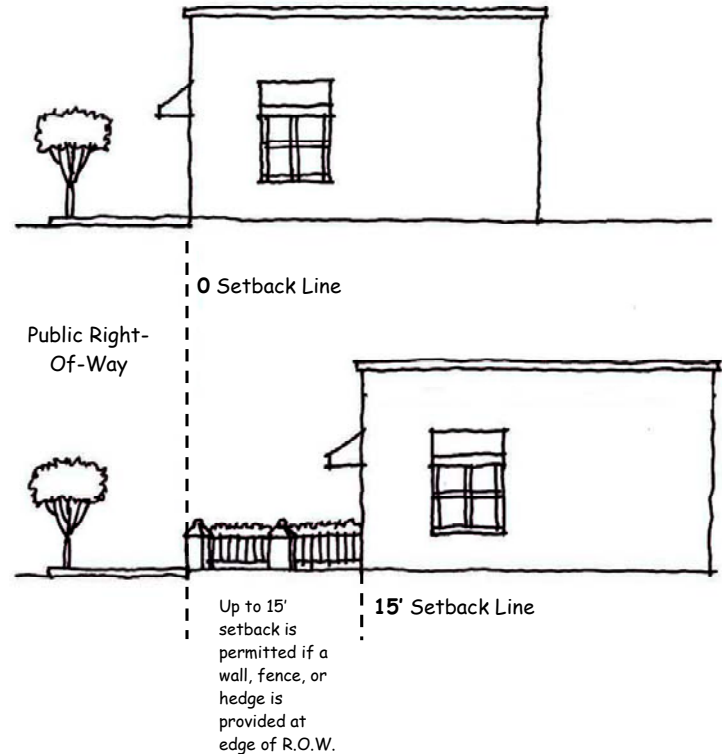 0 Setback Line
Public Right-
Of-Way
Up to 15'
setback is
permitted if a
wall, fence, or
hedge is
provided at
edge of R.O.W.
15' Setback Line